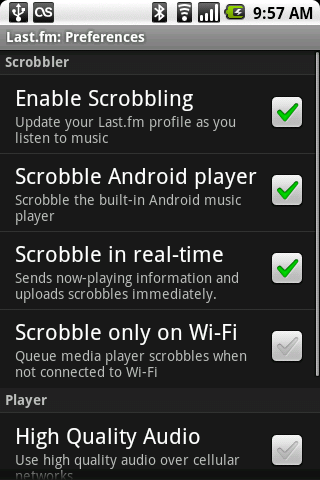 9:57 AM
Last.fm: Preferences
Scrobbler
Enable Scrobbling
Update your Last.fm profile as you
listen to music
Scrobble Android player
Scrobble the built-in Android music
player
Scrobble in real-time
Sends now-playing information and
uploads scrobbles immediately.
Scrobble only on Wi-Fi
Queue media player scrobbles when
not connected to Wi-Fi
Player
High Quality Audio
Use high quality audio over cellular
networks